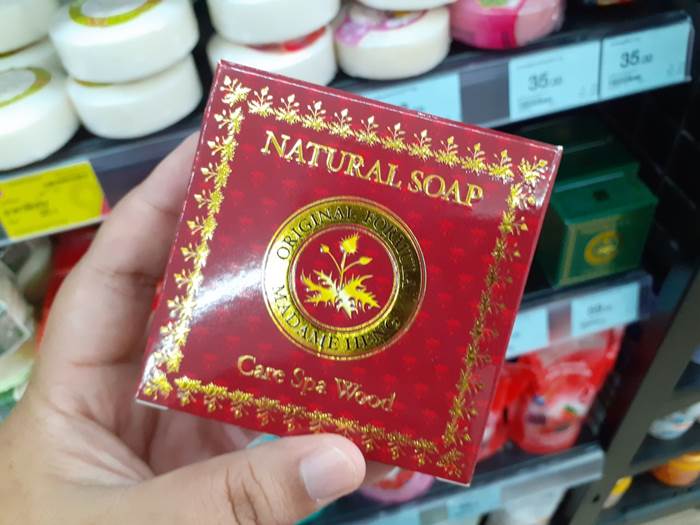 NATURAL SOAP
ORIGINAL FORMULA
MADAME HENG
Care Spa Wood
35.00
35.00